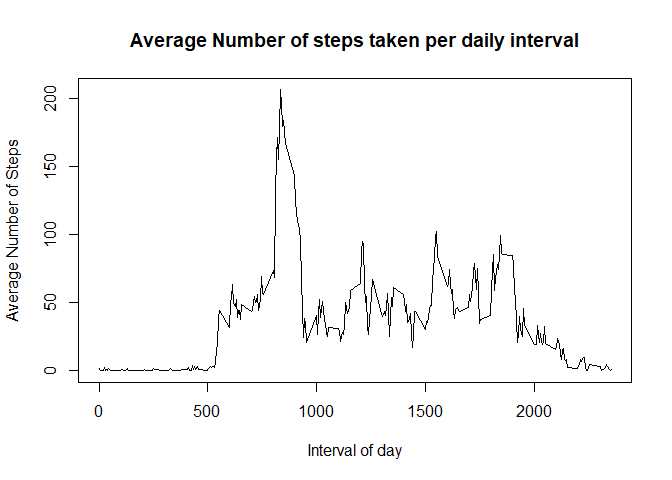 Average Number of steps taken per daily interval
Average Number of Steps
200
150
100
50
0
0 500 1000 1500 2000
Interval of day